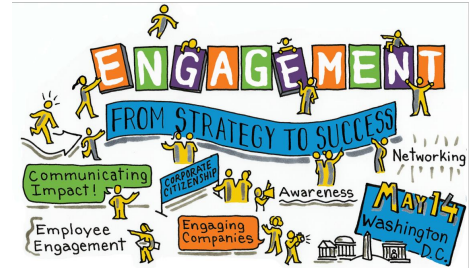 ENGAGEMENT
FROM STRATEGY TO SUCCESS
Networking
Communicating
Impact!
CORPORATE
CITIZENSHIP
Awareness
MAY 14
Washington
D.C.
Employee
Engagement
Engaging
Companies